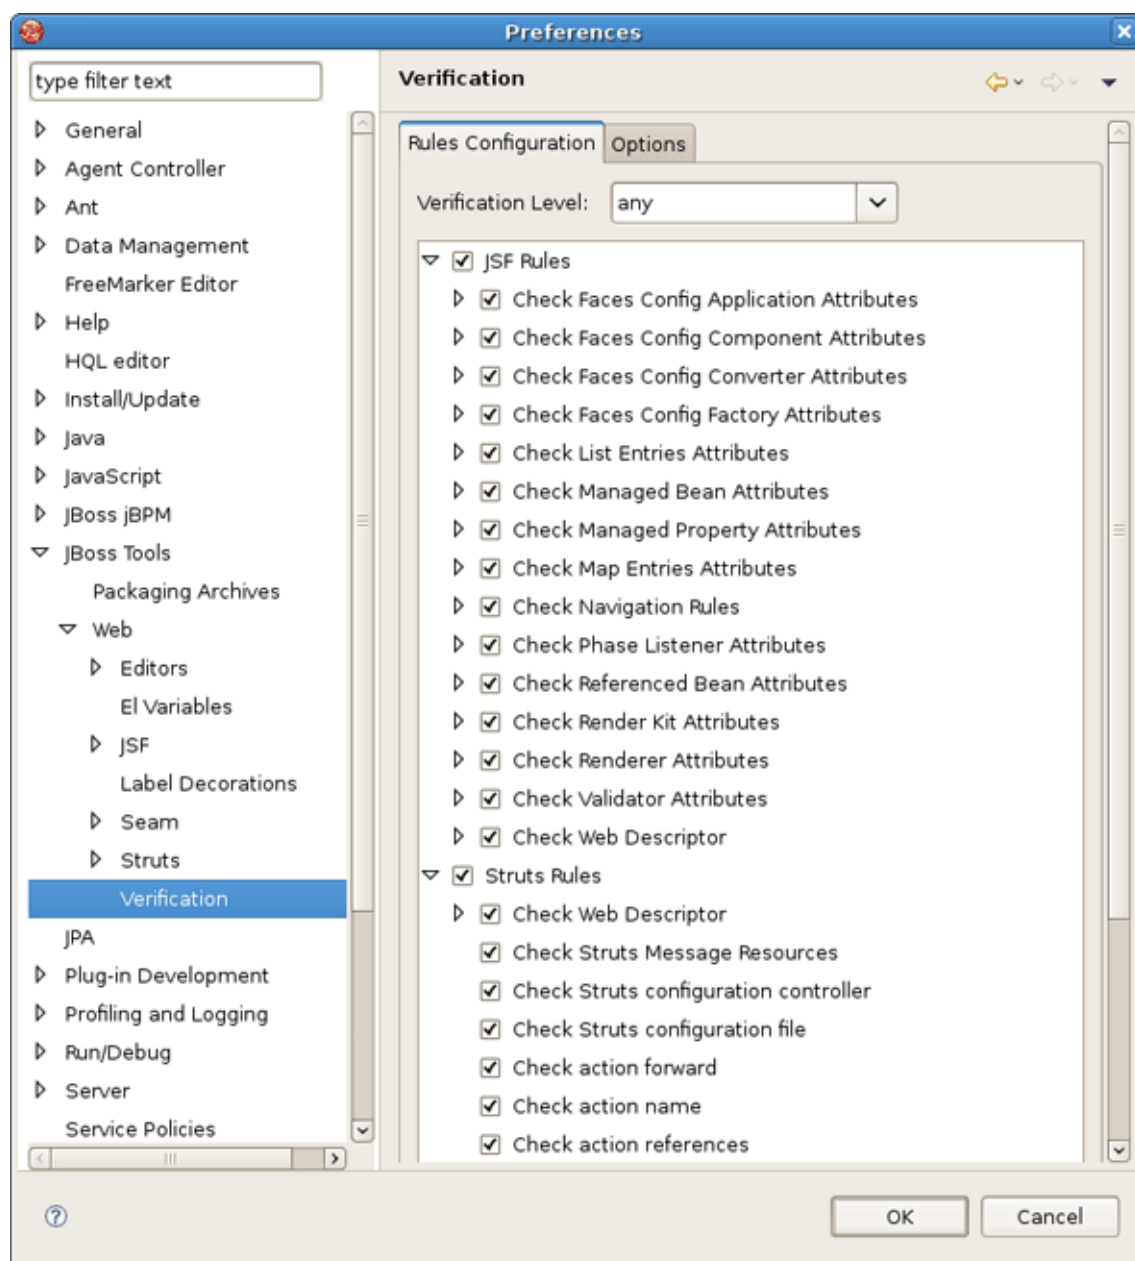 Preferences
type filter text
General
Agent Controller
Ant
Data Management
FreeMarker Editor
Help
HQL editor
Install/Update
Java
JavaScript
JBoss jBPM
JBoss Tools
Packaging Archives
Web
Editors
El Variables
JSF
Label Decorations
Seam
Struts
Verification
JPA
Plug-in Development
Profiling and Logging
Run/Debug
Server
Service Policies
Verification
Rules Configuration
Options
Verification Level: any
JSF Rules
Check Faces Config Application Attributes
Check Faces Config Component Attributes
Check Faces Config Converter Attributes
Check Faces Config Factory Attributes
Check List Entries Attributes
Check Managed Bean Attributes
Check Managed Property Attributes
Check Map Entries Attributes
Check Navigation Rules
Check Phase Listener Attributes
Check Referenced Bean Attributes
Check Render Kit Attributes
Check Renderer Attributes
Check Validator Attributes
Check Web Descriptor
Struts Rules
Check Web Descriptor
Check Struts Message Resources
Check Struts configuration controller
Check Struts configuration file
Check action forward
Check action name
Check action references
OK
Cancel